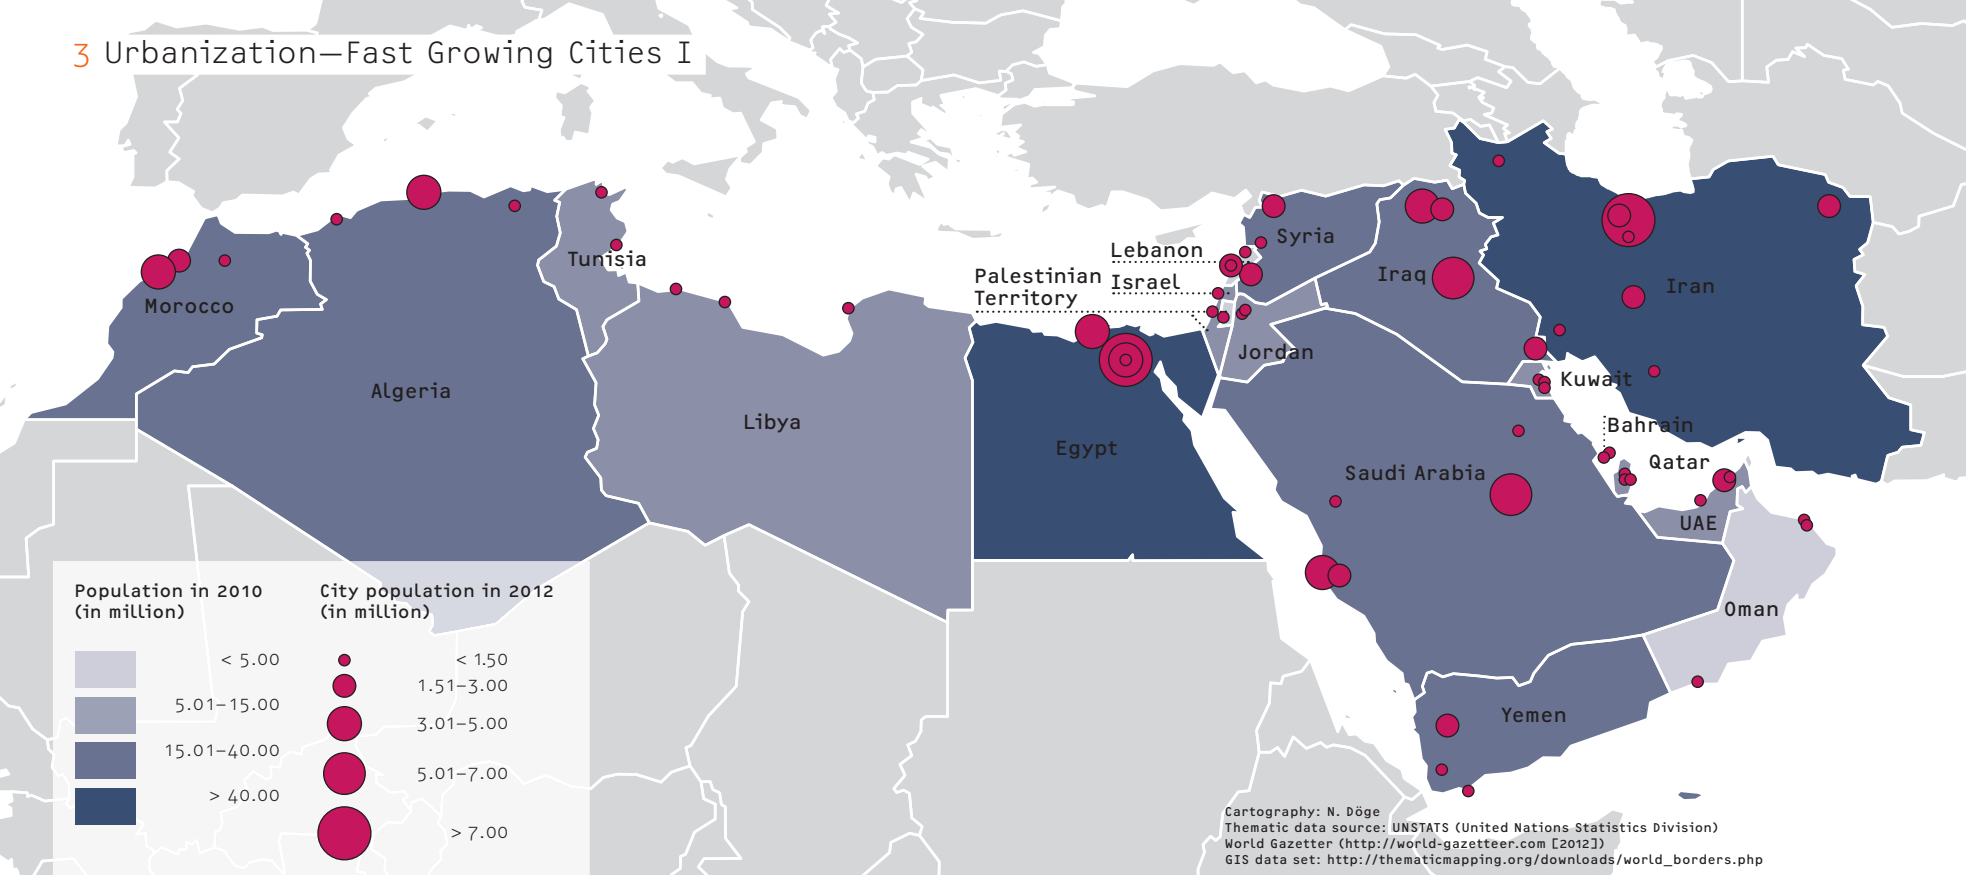 3 Urbanization—Fast Growing Cities I
Lebanon
Syria
Tunisia
Palestinian
Territory
Israel
Iraq
Iran
Morocco
Jordan
Kuwait
Algeria
Libya
Egypt
Bahrain
Saudi Arabia
Qatar
UAE
Oman
Yemen
Population in 2010
(in million)
< 5.00
5.01–15.00
15.01–40.00
> 40.00
City population in 2012
(in million)
< 1.50
1.51–3.00
3.01–5.00
5.01–7.00
> 7.00
Cartography: N. Döge
Thematic data source: UNSTATS (United Nations Statistics Division)
World Gazetter (http://world-gazetteer.com [2012])
GIS data set: http://thematicmapping.org/downloads/world_borders.php